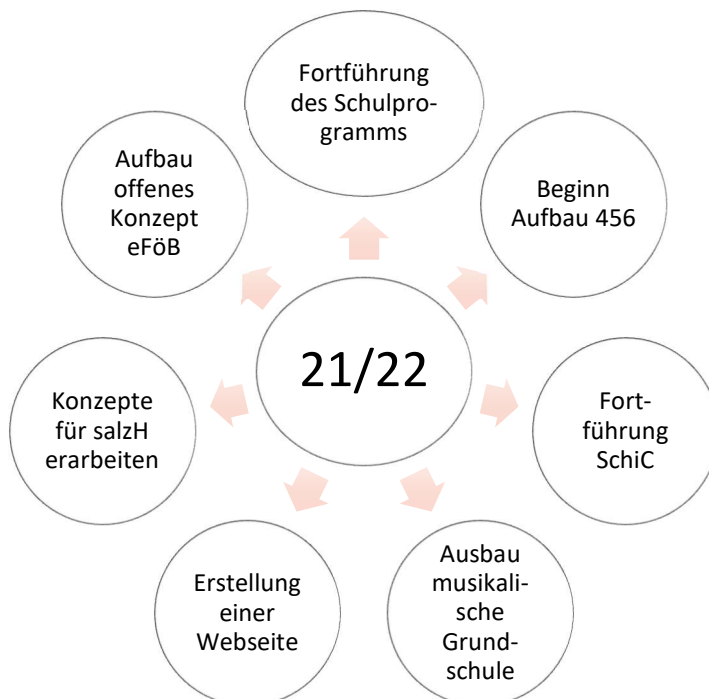 Fortführung
des Schulpro-
gramms
Beginn
Aufbau 456
Fort-
führung
SchiC
Ausbau
musikali-
sche
Grund-
schule
Erstellung
einer
Webseite
Konzepte
für salzH
erarbeiten
Aufbau
offenes
Konzept
eFöB
21/22